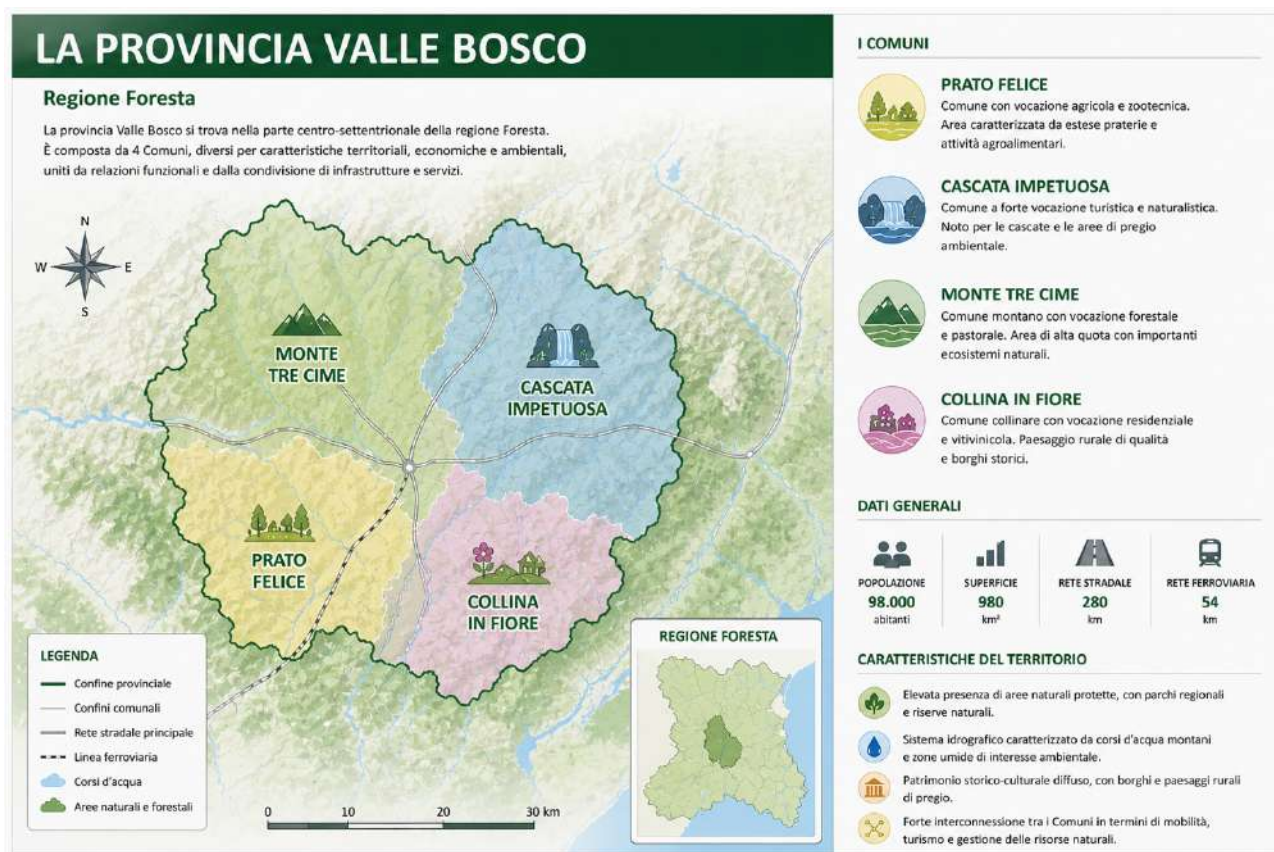 LA PROVINCIA VALLE BOSCO
Regione Foresta
La provincia Valle Bosco si trova nella parte centro-settentrionale della regione Foresta.
È composta da 4 Comuni, diversi per caratteristiche territoriali, economiche e ambientali,
uniti da relazioni funzionali e dalla condivisione di infrastrutture e servizi.
N
W
E
S
MONTE
TRE CIME
CASCATA
IMPETUOSA
PRATO
FELICE
COLLINA
IN FIORE
LEGENDA
Confine provinciale
Confini comunali
Rete stradale principale
Linea ferroviaria
Corsi d'acqua
Aree naturali e forestali
0 10 20 30 km
REGIONE FORESTA
I COMUNI
PRATO FELICE
Comune con vocazione agricola e zootecnica.
Area caratterizzata da estese praterie e
attività agroalimentari.
CASCATA IMPETUOSA
Comune a forte vocazione turistica e naturalistica.
Noto per le cascate e le aree di pregio
ambientale.
MONTE TRE CIME
Comune montano con vocazione forestale
e pastorale. Area di alta quota con importanti
ecosistemi naturali.
COLLINA IN FIORE
Comune collinare con vocazione residenziale
e vitivinicola. Paesaggio rurale di qualità
e borghi storici.
DATI GENERALI
POPOLAZIONE
98.000
abitanti
SUPERFICIE
980
km²
RETE STRADALE
280
km
RETE FERROVIARIA
54
km
CARATTERISTICHE DEL TERRITORIO
Elevata presenza di aree naturali protette, con parchi regionali
e riserve naturali.
Sistema idrografico caratterizzato da corsi d'acqua montani
e zone umide di interesse ambientale.
Patrimonio storico-culturale diffuso, con borghi e paesaggi rurali
di pregio.
Forte interconnessione tra i Comuni in termini di mobilità,
turismo e gestione delle risorse naturali.